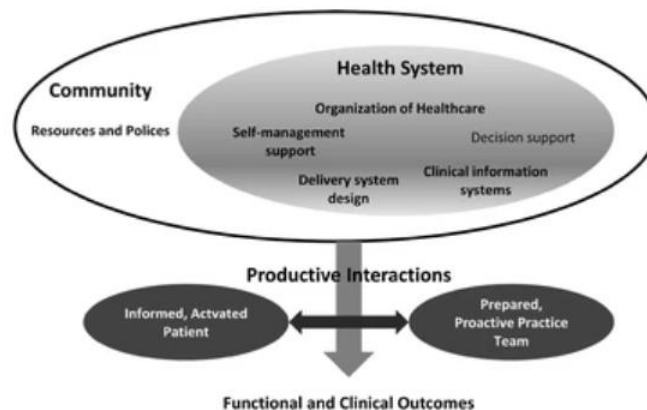 Health System
Community
Organization of Healthcare
Resources and Polices
Self-management
support
Decision support
Delivery system
design
Clinical information
systems
Productive Interactions
Informed, Actvated
Patient
Prepared,
Proactive Practice
Team
Functional and Clinical Outcomes